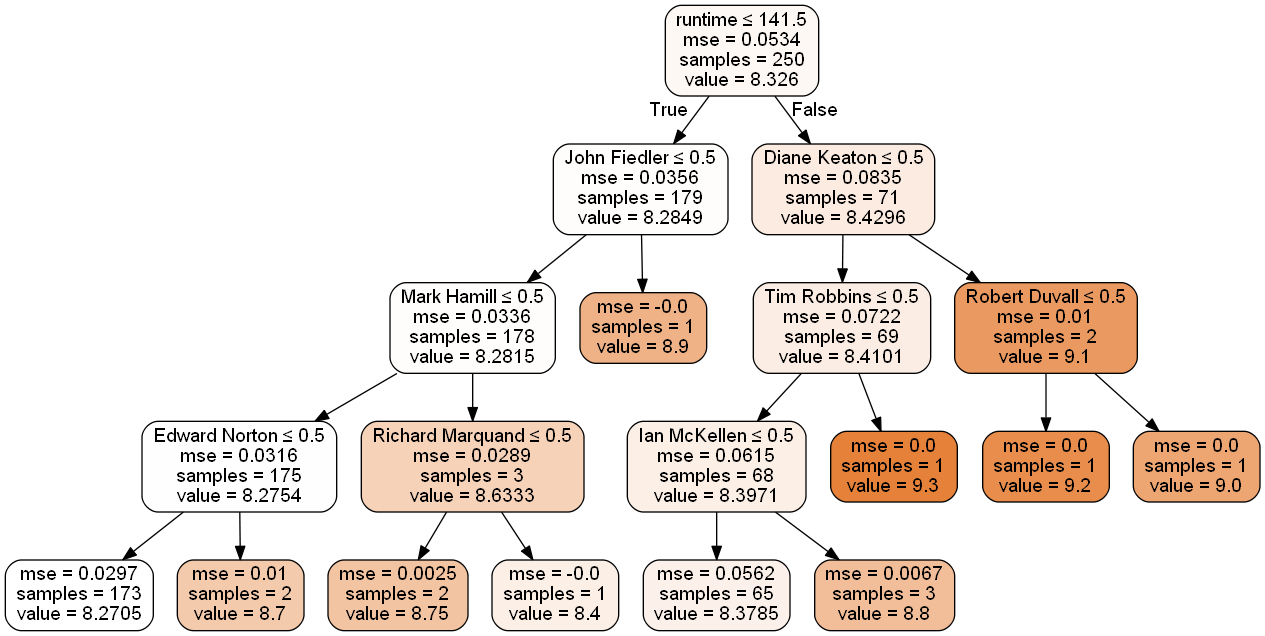 runtime ≤ 141.5
mse = 0.0534
samples = 250
value = 8.326
True
False
John Fiedler ≤ 0.5
mse = 0.0356
samples = 179
value = 8.2849
Diane Keaton ≤ 0.5
mse = 0.0835
samples = 71
value = 8.4296
Mark Hamill ≤ 0.5
mse = 0.0336
samples = 178
value = 8.2815
mse = -0.0
samples = 1
value = 8.9
Tim Robbins ≤ 0.5
mse = 0.0722
samples = 69
value = 8.4101
Robert Duvall ≤ 0.5
mse = 0.01
samples = 2
value = 9.1
Edward Norton ≤ 0.5
mse = 0.0316
samples = 175
value = 8.2754
Richard Marquand ≤ 0.5
mse = 0.0289
samples = 3
value = 8.6333
Ian McKellen ≤ 0.5
mse = 0.0615
samples = 68
value = 8.3971
mse = 0.0
samples = 1
value = 9.3
mse = 0.0
samples = 1
value = 9.2
mse = 0.0
samples = 1
value = 9.0
mse = 0.0297
samples = 173
value = 8.2705
mse = 0.01
samples = 2
value = 8.7
mse = 0.0025
samples = 2
value = 8.75
mse = -0.0
samples = 1
value = 8.4
mse = 0.0562
samples = 65
value = 8.3785
mse = 0.0067
samples = 3
value = 8.8